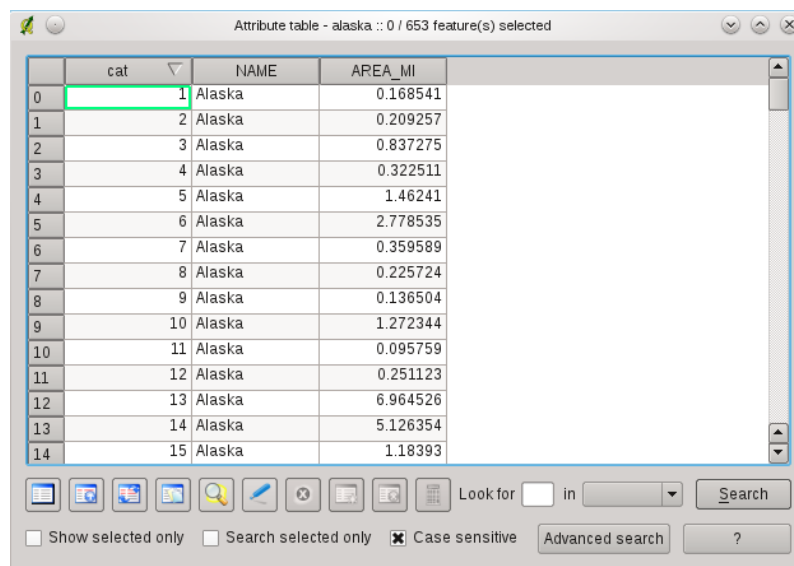 Attribute table - alaska :: 0 / 653 feature(s) selected
cat NAME AREA_MI
0 1 Alaska 0.168541
1 2 Alaska 0.209257
2 3 Alaska 0.837275
3 4 Alaska 0.322511
4 5 Alaska 1.46241
5 6 Alaska 2.778535
6 7 Alaska 0.359589
7 8 Alaska 0.225724
8 9 Alaska 0.136504
9 10 Alaska 1.272344
10 11 Alaska 0.095759
11 12 Alaska 0.251123
12 13 Alaska 6.964526
13 14 Alaska 5.126354
14 15 Alaska 1.18393
Look for in Search
Show selected only Search selected only Case sensitive Advanced search ?